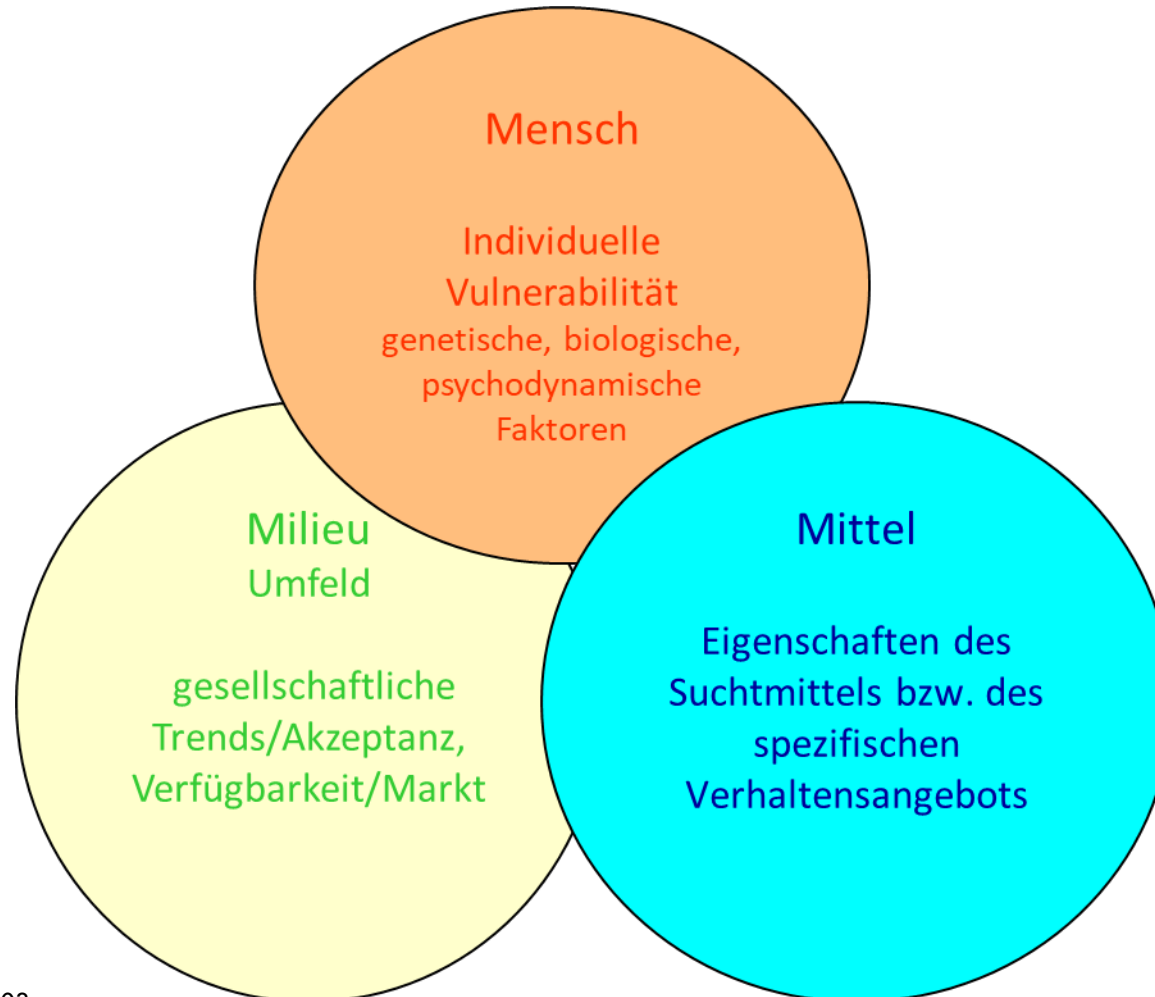 Mensch
Individuelle
Vulnerabilität
genetische, biologische,
psychodynamische
Faktoren
Milieu
Umfeld
gesellschaftliche
Trends/Akzeptanz,
Verfügbarkeit/Markt
Mittel
Eigenschaften des
Suchtmittels bzw. des
spezifischen
Verhaltensangebots